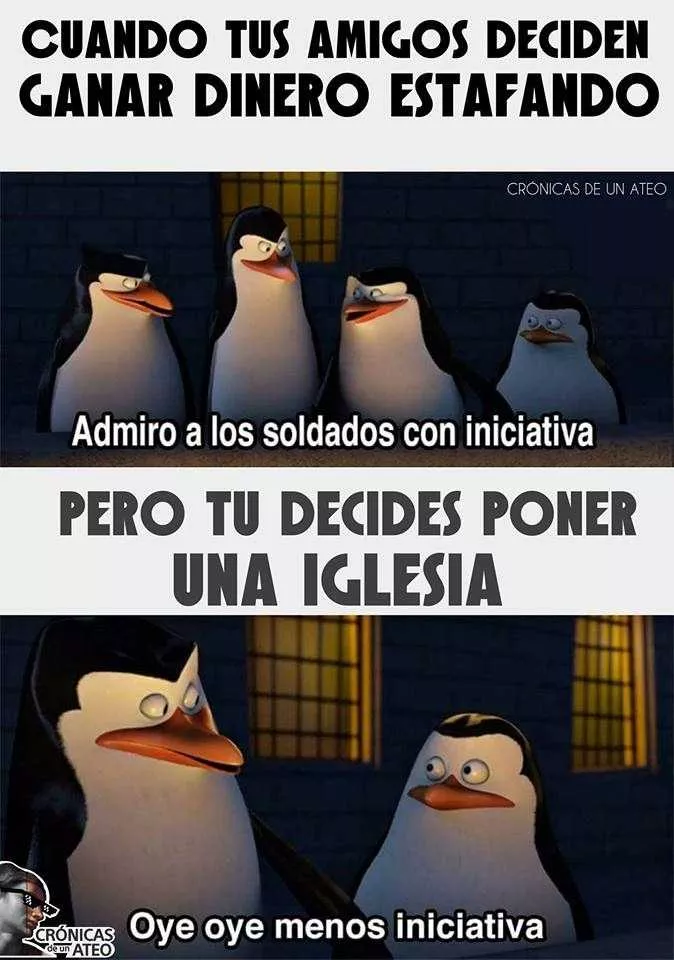 CUANDO TUS AMIGOS DECIDEN
GANAR DINERO ESTAFANDO
CRÓNICAS DE UN ATEO
Admiro a los soldados con iniciativa
PERO TU DECIDES PONER
UNA IGLESIA
Oye oye menos iniciativa
CRÓNICAS
de un ATEO